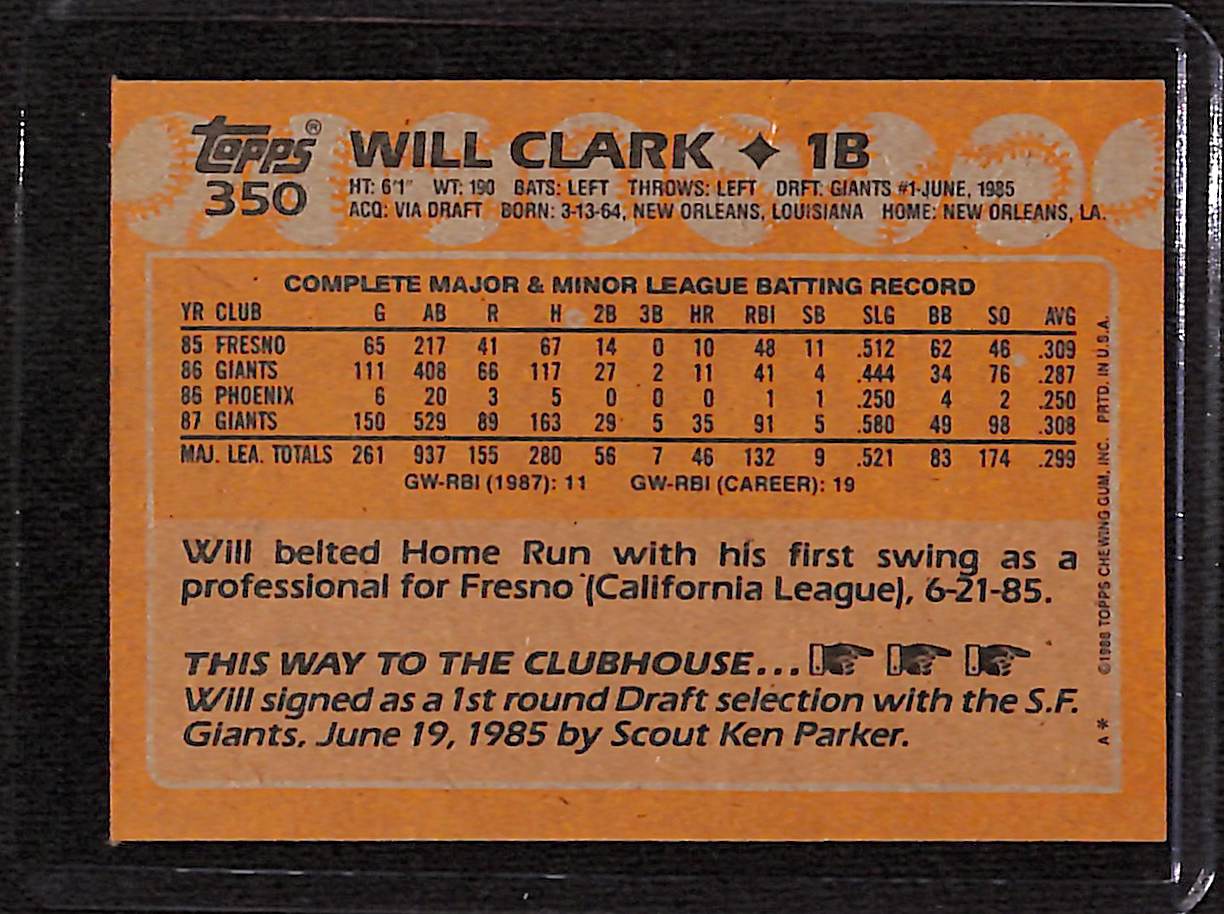 Topps®
350
WILL CLARK ✦ 1B
HT: 6'1" WT: 190 BATS: LEFT THROWS: LEFT DRFT: GIANTS #1-JUNE, 1985
ACQ: VIA DRAFT BORN: 3-13-64, NEW ORLEANS, LOUISIANA HOME: NEW ORLEANS, LA.
COMPLETE MAJOR & MINOR LEAGUE BATTING RECORD
YR CLUB G AB R H 2B 3B HR RBI SB SLG BB SO AVG
85 FRESNO 65 217 41 67 14 0 10 48 11 .512 62 46 .309
86 GIANTS 111 408 66 117 27 2 11 41 4 .444 34 76 .287
86 PHOENIX 6 20 3 5 0 0 0 1 1 .250 4 2 .250
87 GIANTS 150 529 89 163 29 5 35 91 5 .580 49 98 .308
MAJ. LEA. TOTALS 261 937 155 280 56 7 46 132 9 .521 83 174 .299
GW-RBI (1987): 11 GW-RBI (CAREER): 19
Will belted Home Run with his first swing as a
professional for Fresno (California League), 6-21-85.
THIS WAY TO THE CLUBHOUSE...
Will signed as a 1st round Draft selection with the S.F.
Giants, June 19, 1985 by Scout Ken Parker.
A* ©1988 TOPPS CHEWING GUM, INC. PRTD. IN U.S.A.